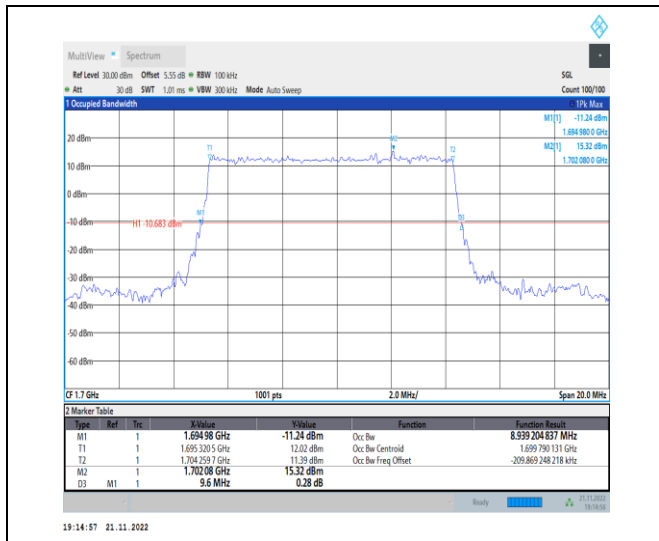 MultiView Spectrum
Ref Level 30.00 dBm Offset 5.55 dB RBW 100 kHz SGL
Att 30 dB SWT 1.01 ms VBW 300 kHz Mode Auto Sweep Count 100/100
1 Occupied Bandwidth 1Pk Max
M1[1] -11.24 dBm
1.694 980 0 GHz
M2[1] 15.32 dBm
1.702 080 0 GHz
20 dBm
T1 M2 T2
10 dBm
0 dBm
M1 D3
-10 dBm
H1 -10.683 dBm
-20 dBm
-30 dBm
-40 dBm
-50 dBm
-60 dBm
CF 1.7 GHz 1001 pts 2.0 MHz/ Span 20.0 MHz
2 Marker Table
Type Ref Trc X-Value Y-Value Function Function Result
M1 1 1.694 98 GHz -11.24 dBm Occ Bw 8.939 204 837 MHz
T1 1 1.695 320 5 GHz 12.02 dBm Occ Bw Centroid 1.699 790 131 GHz
T2 1 1.704 259 7 GHz 11.39 dBm Occ Bw Freq Offset -209.869 248 218 kHz
M2 1 1.702 08 GHz 15.32 dBm
D3 M1 1 9.6 MHz 0.28 dB
Ready 21.11.2022
19:14:58
19:14:57 21.11.2022